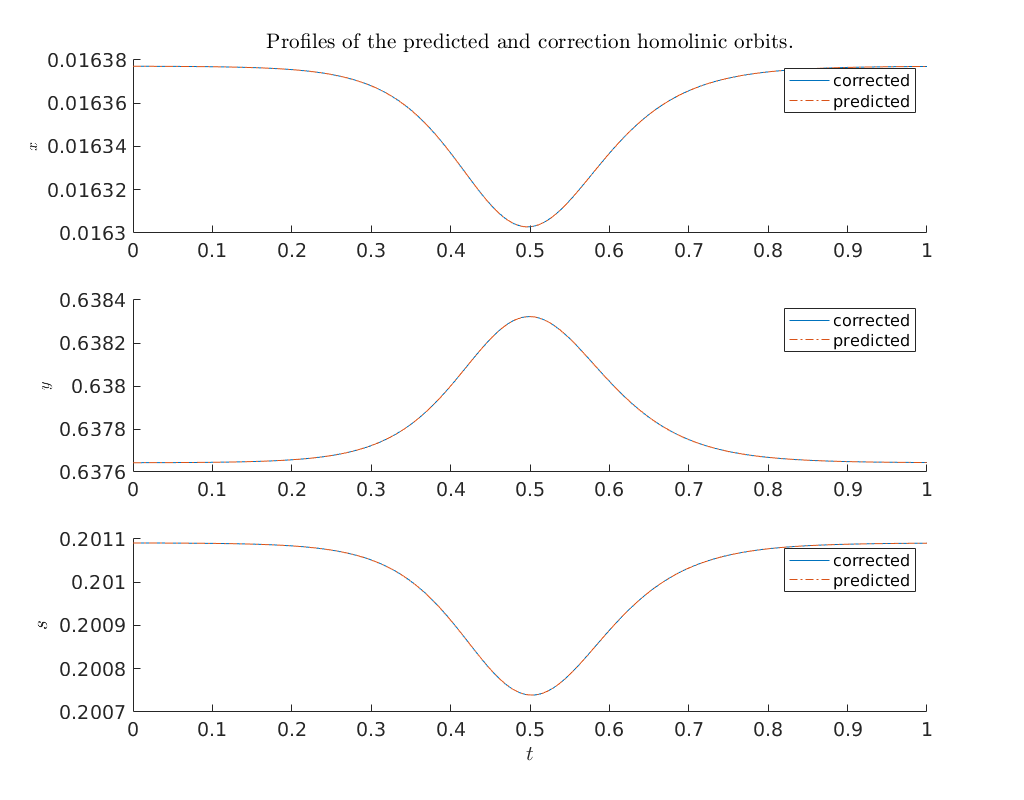 Profiles of the predicted and correction homolinic orbits.
0.01638
0.01636
0.01634
0.01632
0.0163
x
0 0.1 0.2 0.3 0.4 0.5 0.6 0.7 0.8 0.9 1
corrected
predicted
0.6384
0.6382
0.638
0.6378
0.6376
y
0 0.1 0.2 0.3 0.4 0.5 0.6 0.7 0.8 0.9 1
corrected
predicted
0.2011
0.201
0.2009
0.2008
0.2007
s
0 0.1 0.2 0.3 0.4 0.5 0.6 0.7 0.8 0.9 1
corrected
predicted
t